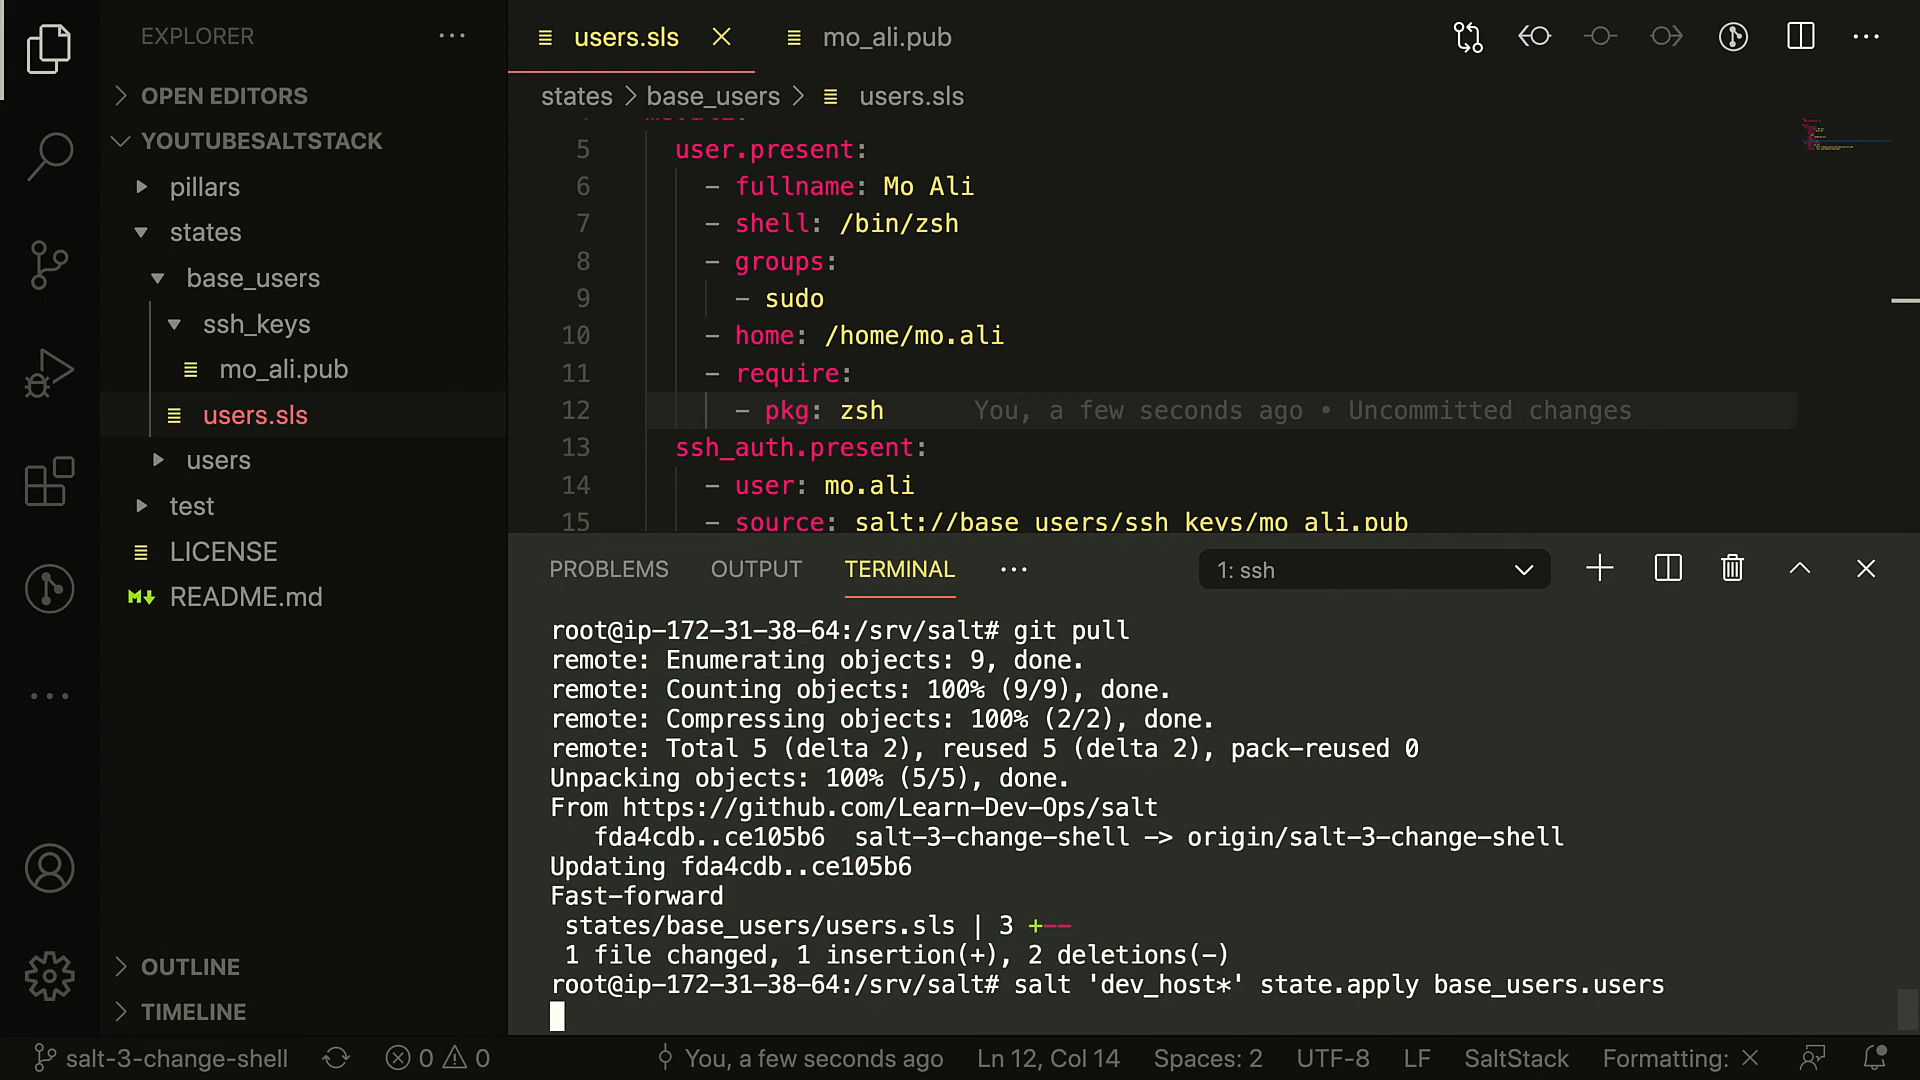 EXPLORER
OPEN EDITORS
YOUTUBESALTSTACK
pillars
states
base_users
ssh_keys
mo_ali.pub
users.sls
users
test
LICENSE
README.md
OUTLINE
TIMELINE
users.sls
mo_ali.pub
states > base_users > users.sls
5 user.present:
6 - fullname: Mo Ali
7 - shell: /bin/zsh
8 - groups:
9 - sudo
10 - home: /home/mo.ali
11 - require:
12 - pkg: zsh You, a few seconds ago • Uncommitted changes
13 ssh_auth.present:
14 - user: mo.ali
15 - source: salt://base_users/ssh_keys/mo_ali.pub
PROBLEMS OUTPUT TERMINAL ··· 1: ssh
root@ip-172-31-38-64:/srv/salt# git pull
remote: Enumerating objects: 9, done.
remote: Counting objects: 100% (9/9), done.
remote: Compressing objects: 100% (2/2), done.
remote: Total 5 (delta 2), reused 5 (delta 2), pack-reused 0
Unpacking objects: 100% (5/5), done.
From https://github.com/Learn-Dev-Ops/salt
fda4cdb..ce105b6 salt-3-change-shell -> origin/salt-3-change-shell
Updating fda4cdb..ce105b6
Fast-forward
states/base_users/users.sls | 3 +--
1 file changed, 1 insertion(+), 2 deletions(-)
root@ip-172-31-38-64:/srv/salt# salt 'dev_host*' state.apply base_users.users
salt-3-change-shell 0 0 You, a few seconds ago Ln 12, Col 14 Spaces: 2 UTF-8 LF SaltStack Formatting: ×